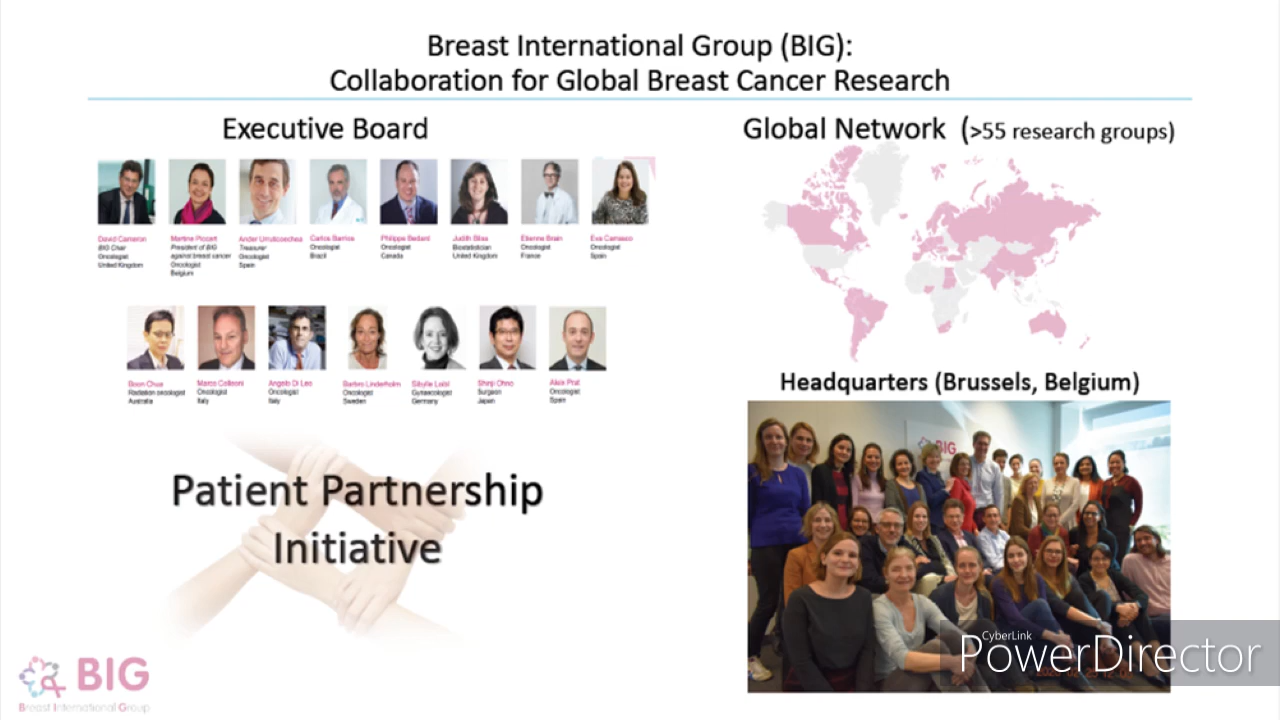 Breast International Group (BIG):
Collaboration for Global Breast Cancer Research
Executive Board
David Cameron
BIG Chair
Oncologist
United Kingdom
Martine Piccart
President of BIG
against breast cancer
Oncologist
Belgium
Ander Urruticoechea
Treasurer
Oncologist
Spain
Carlos Barrios
Oncologist
Brazil
Philippe Bedard
Oncologist
Canada
Judith Bliss
Biostatistician
United Kingdom
Etienne Brain
Oncologist
France
Eva Carrasco
Oncologist
Spain
Boon Chua
Radiation oncologist
Australia
Marco Colleoni
Oncologist
Italy
Angelo Di Leo
Oncologist
Italy
Barbro Linderholm
Oncologist
Sweden
Sibylle Loibl
Gynaecologist
Germany
Shinji Ohno
Surgeon
Japan
Aleix Prat
Oncologist
Spain
Patient Partnership
Initiative
BIG
Breast International Group
Global Network (>55 research groups)
Headquarters (Brussels, Belgium)
BIG
CyberLink
PowerDirector